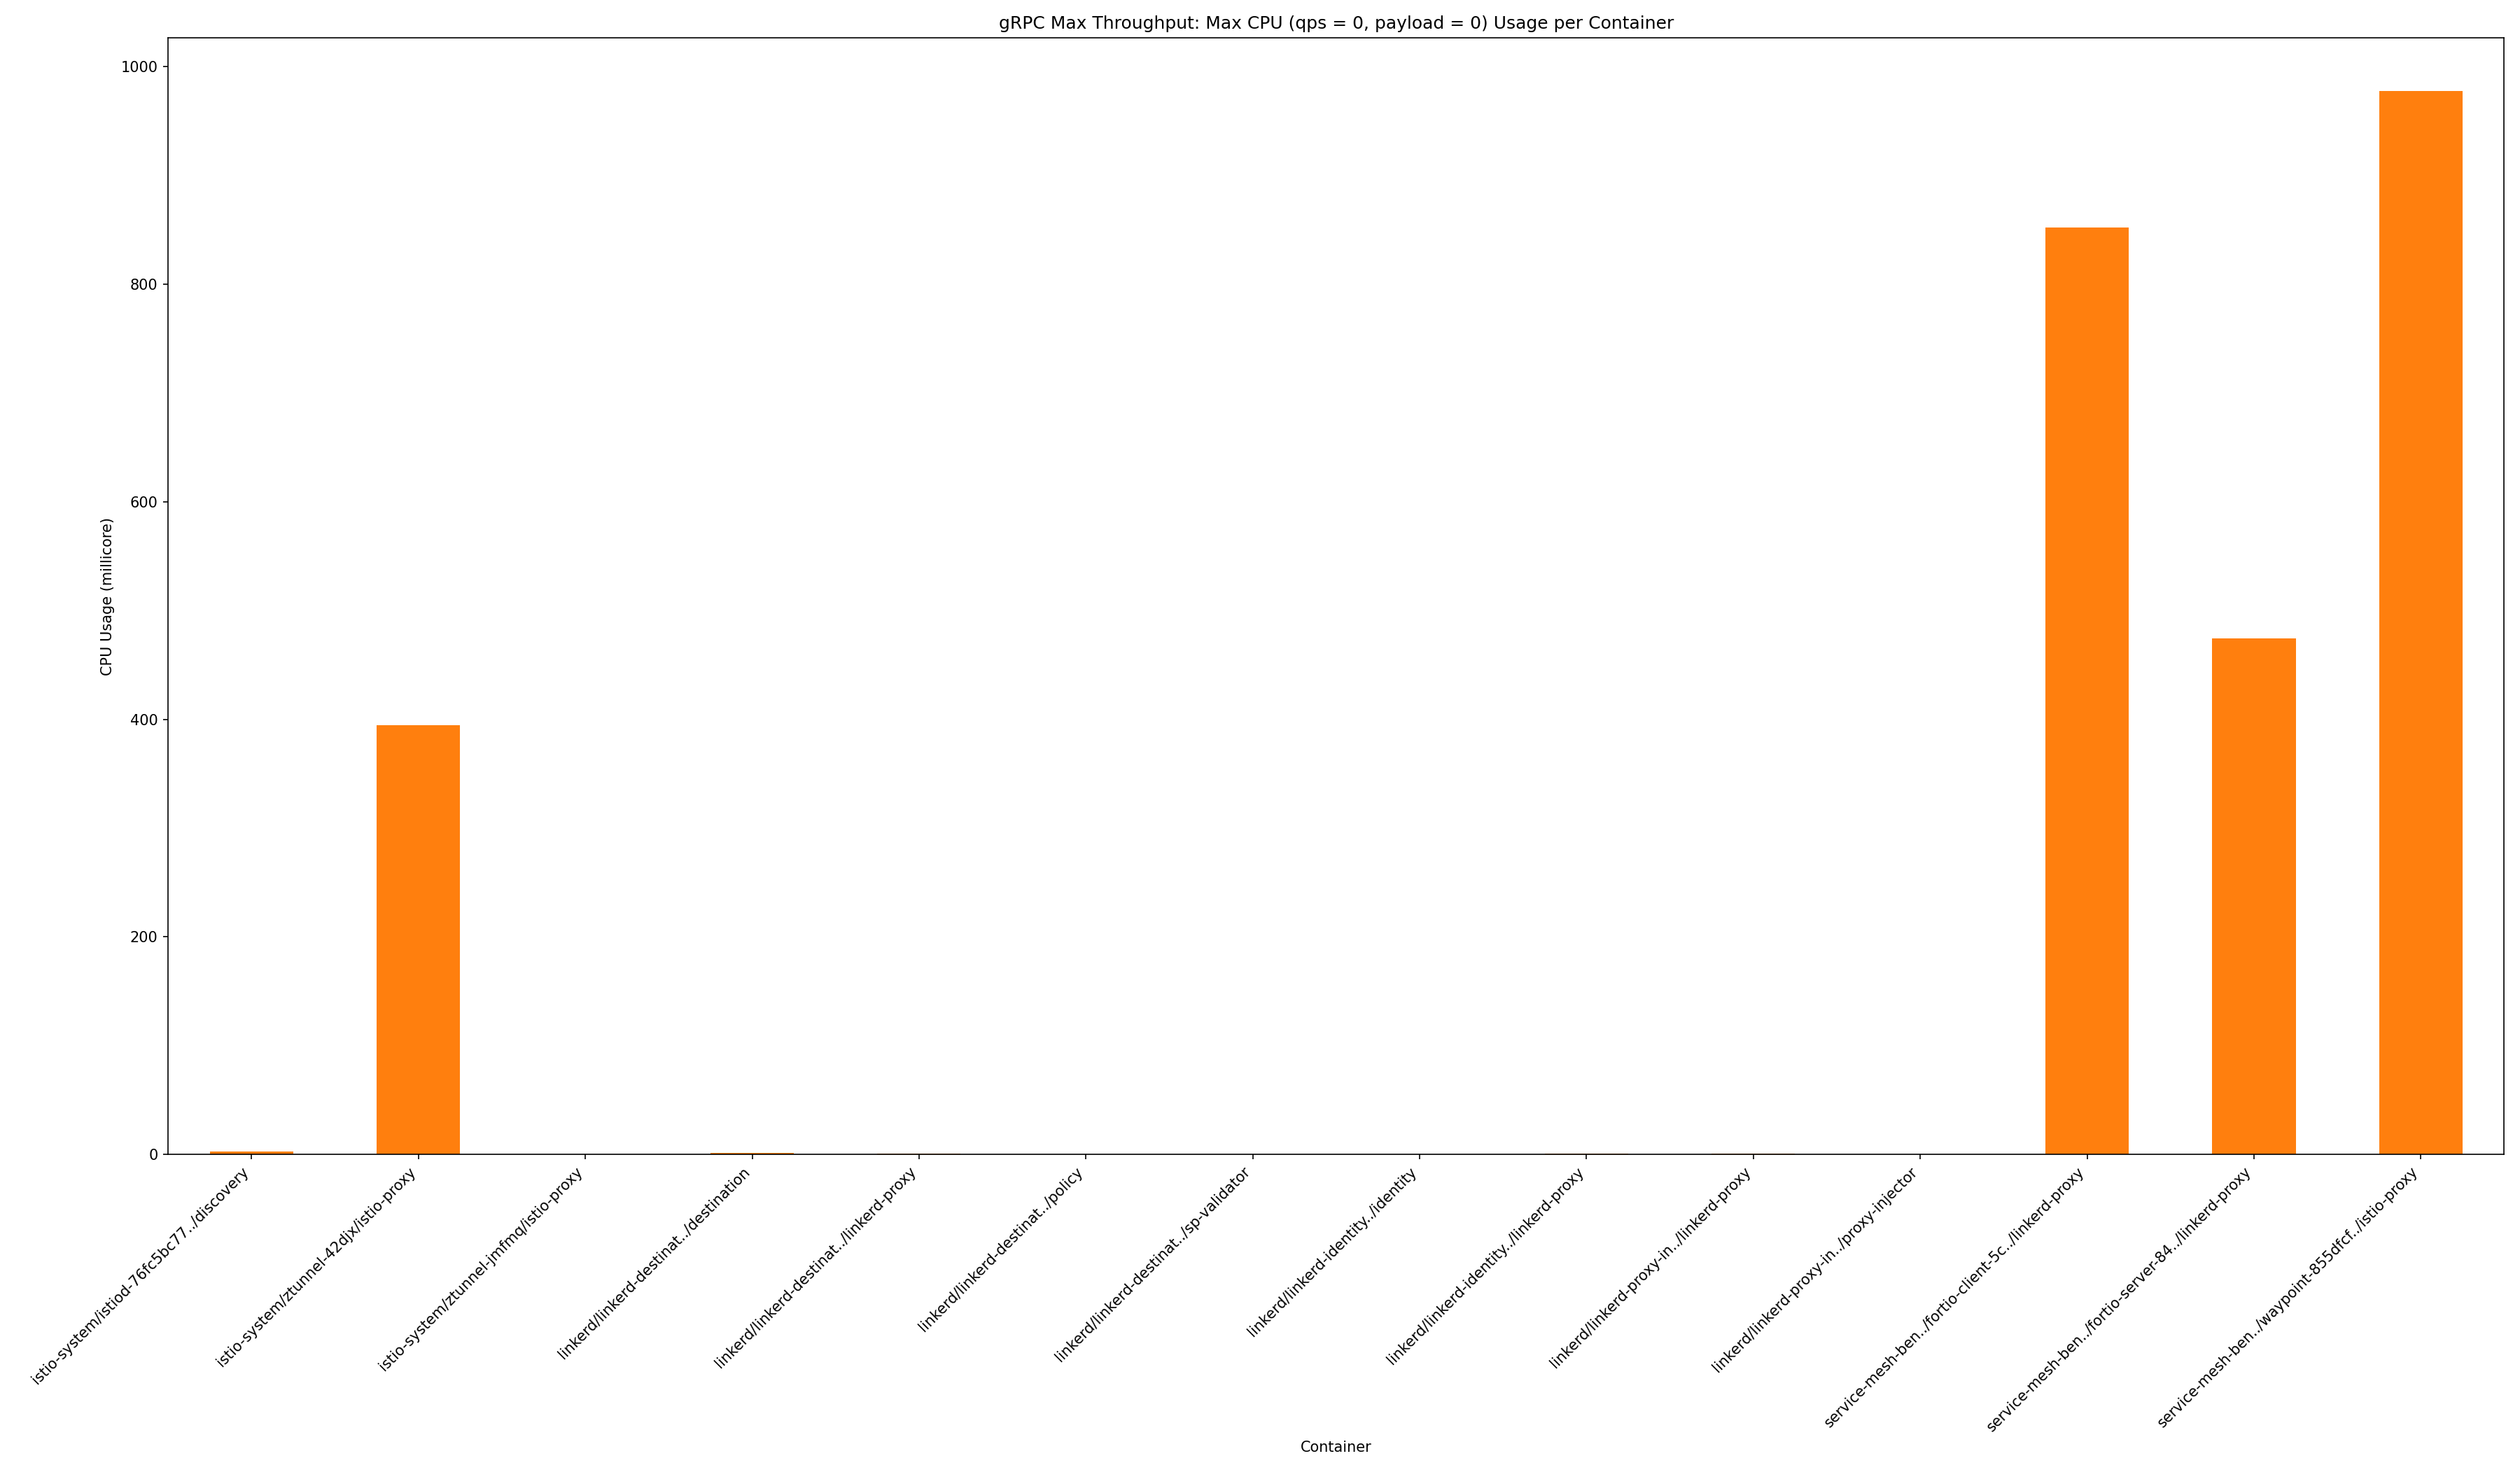 gRPC Max Throughput: Max CPU (qps = 0, payload = 0) Usage per Container
CPU Usage (millicore)
1000
800
600
400
200
0
istio-system/istiod-76fc5bc77../discovery
istio-system/ztunnel-42djx/istio-proxy
istio-system/ztunnel-jmfmq/istio-proxy
linkerd/linkerd-destinat../destination
linkerd/linkerd-destinat../linkerd-proxy
linkerd/linkerd-destinat../policy
linkerd/linkerd-destinat../sp-validator
linkerd/linkerd-identity../identity
linkerd/linkerd-identity../linkerd-proxy
linkerd/linkerd-proxy-in../linkerd-proxy
linkerd/linkerd-proxy-in../proxy-injector
service-mesh-ben../fortio-client-5c../linkerd-proxy
service-mesh-ben../fortio-server-84../linkerd-proxy
service-mesh-ben../waypoint-855dfcf../istio-proxy
Container